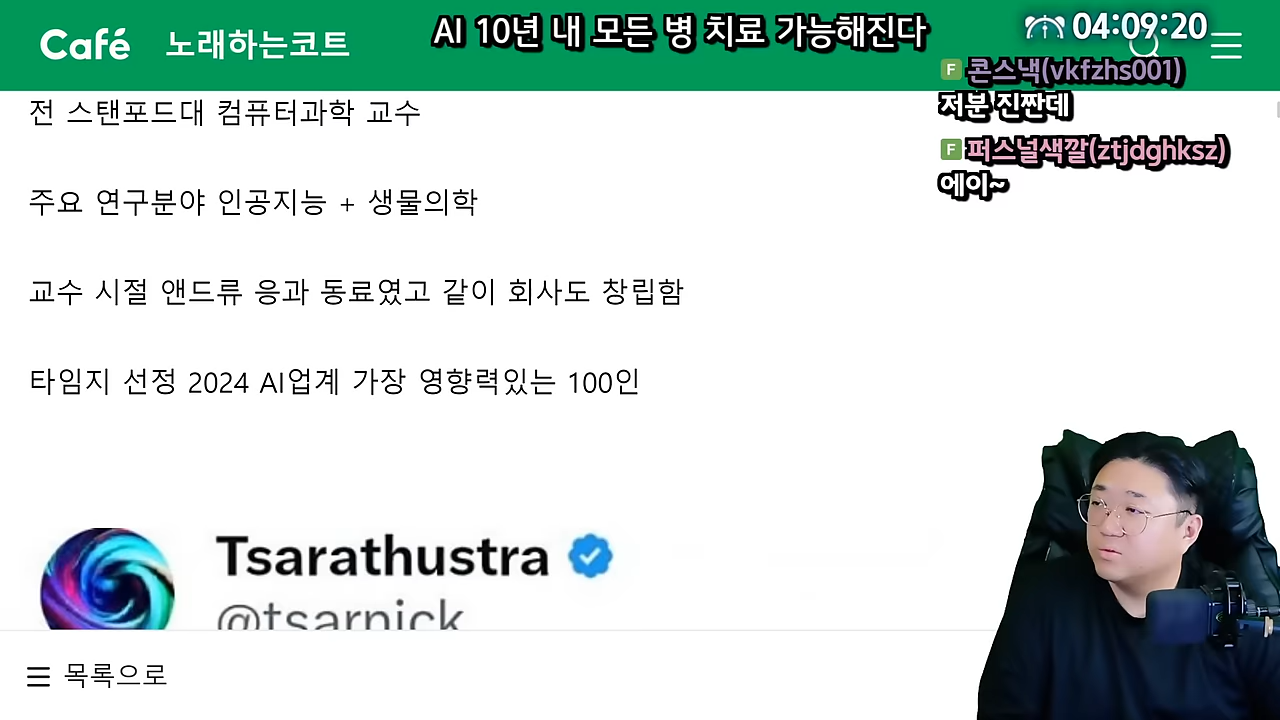 Café 노래하는코트
AI 10년 내 모든 병 치료 가능해진다
04:09:20
F 콘스낵(vkfzhs001)
저분 진짠데
F 퍼스널색깔(ztjdghksz)
에이~
전 스탠포드대 컴퓨터과학 교수
주요 연구분야 인공지능 + 생물의학
교수 시절 앤드류 응과 동료였고 같이 회사도 창립함
타임지 선정 2024 AI업계 가장 영향력있는 100인
Tsarathustra
@tsarnick
목록으로